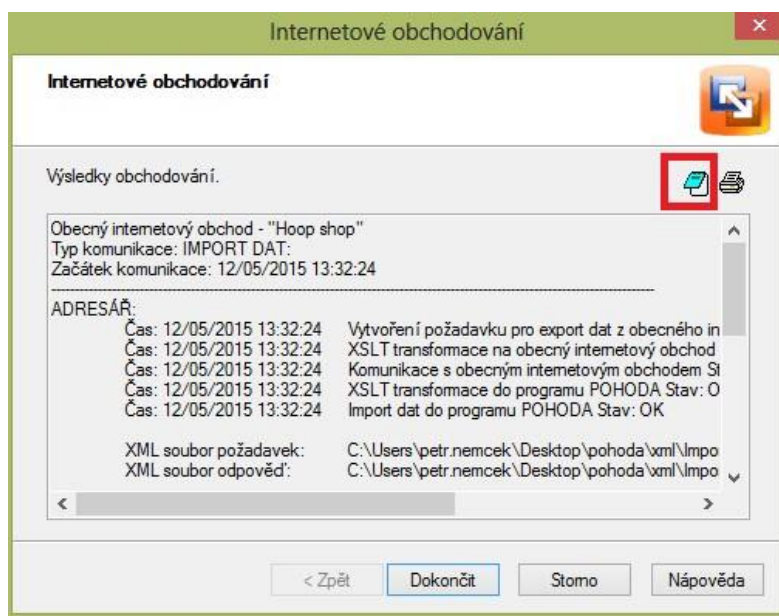 Internetové obchodování
Internetové obchodování
Výsledky obchodování.
Obecný internetový obchod - "Hoop shop"
Typ komunikace: IMPORT DAT:
Začátek komunikace: 12/05/2015 13:32:24
ADRESÁŘ:
Čas: 12/05/2015 13:32:24 Vytvoření požadavku pro export dat z obecného in
Čas: 12/05/2015 13:32:24 XSLT transformace na obecný internetový obchod
Čas: 12/05/2015 13:32:24 Komunikace s obecným internetovým obchodem St
Čas: 12/05/2015 13:32:24 XSLT transformace do programu POHODA Stav: O
Čas: 12/05/2015 13:32:24 Import dat do programu POHODA Stav: OK
XML soubor požadavek: C:\Users\petr.nemcek\Desktop\pohoda\xml\Impo
XML soubor odpověď: C:\Users\petr.nemcek\Desktop\pohoda\xml\Impo
< Zpět Dokončit Storno Nápověda